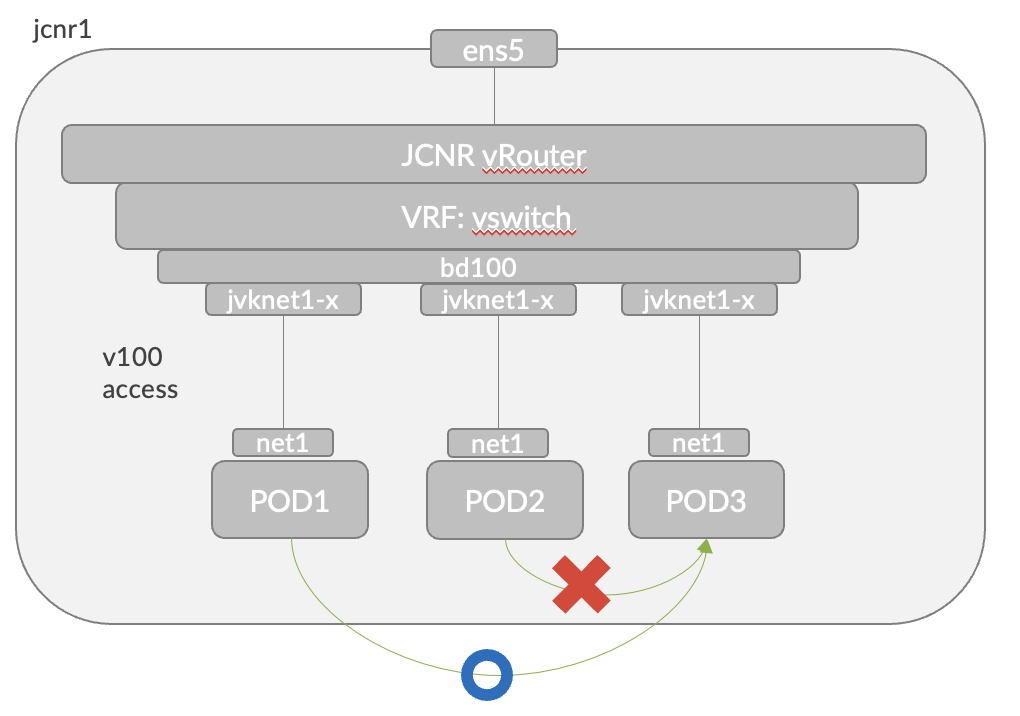 jcnr1
ens5
JCNR vRouter
VRF: vswitch
bd100
jvknet1-x
jvknet1-x
jvknet1-x
v100
access
net1
net1
net1
POD1
POD2
POD3